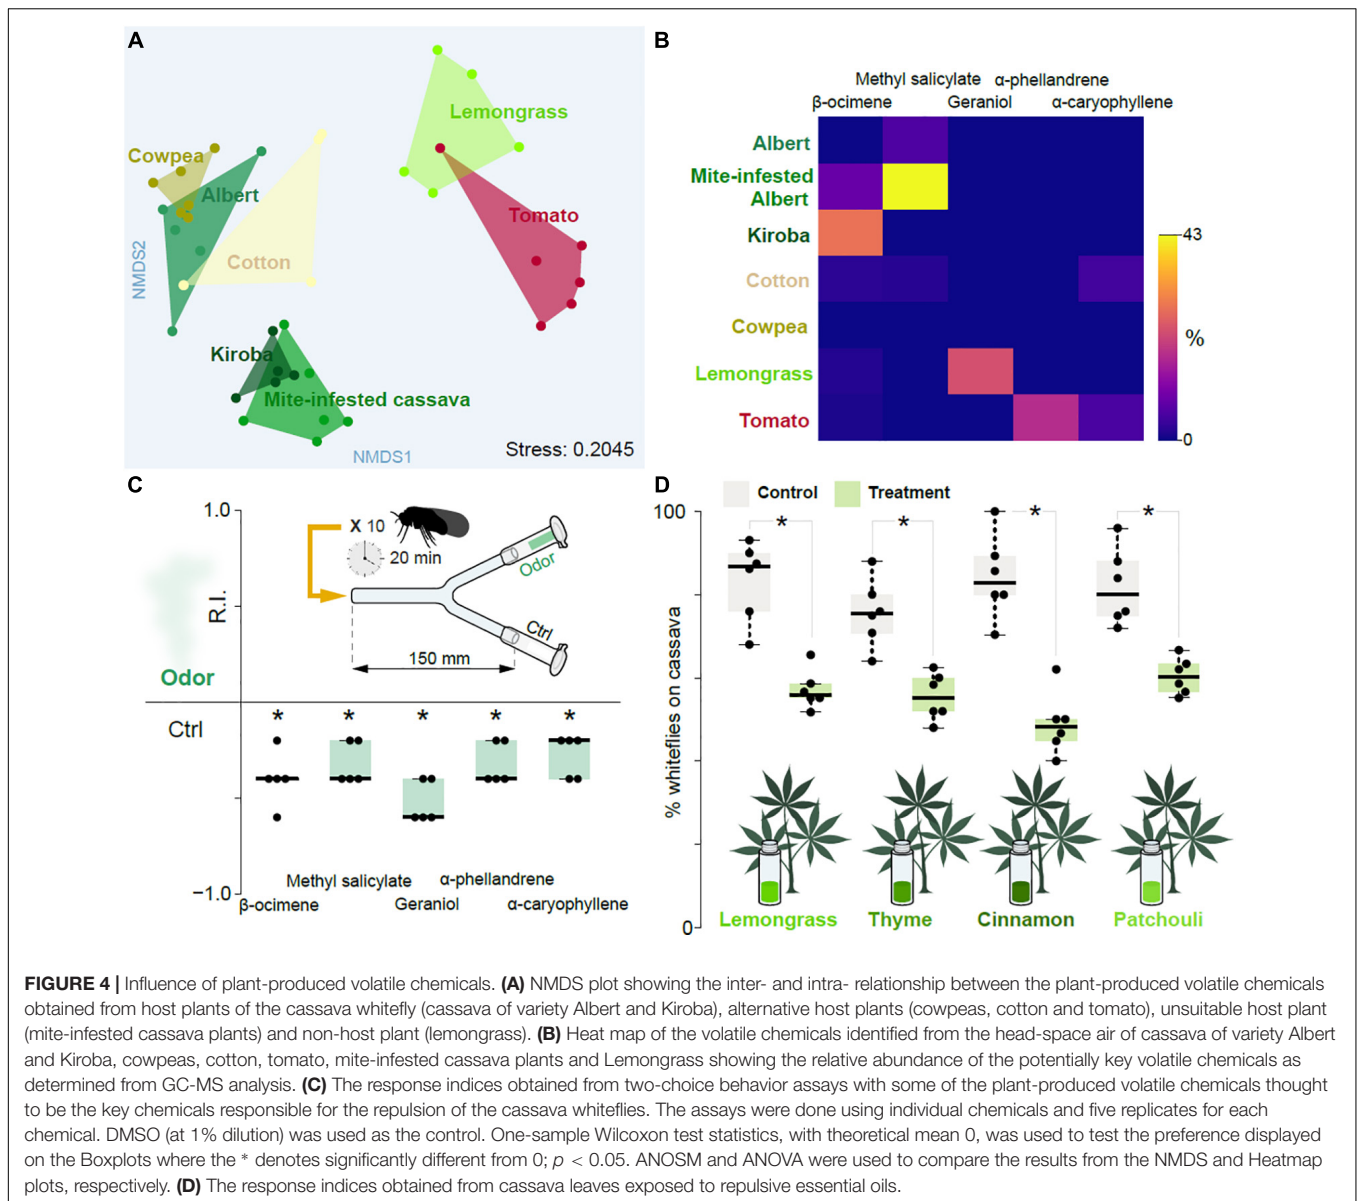 A
Lemongrass
Cowpea
Albert
Tomato
Cotton
NMDS2
Kiroba
Mite-infested cassava
NMDS1
Stress: 0.2045
B
Methyl salicylate α-phellandrene
β-ocimene Geraniol α-caryophyllene
Albert
Mite-infested
Albert
Kiroba
Cotton
Cowpea
Lemongrass
Tomato
43
%
0
C
1.0
R.I.
X 10
20 min
Odor
Ctrl
150 mm
Odor
Ctrl
* * * * *
Methyl salicylate α-phellandrene
−1.0
β-ocimene Geraniol α-caryophyllene
D
Control Treatment
100
* * * *
% whiteflies on cassava
0
Lemongrass Thyme Cinnamon Patchouli
FIGURE 4 | Influence of plant-produced volatile chemicals. (A) NMDS plot showing the inter- and intra- relationship between the plant-produced volatile chemicals
obtained from host plants of the cassava whitefly (cassava of variety Albert and Kiroba), alternative host plants (cowpeas, cotton and tomato), unsuitable host plant
(mite-infested cassava plants) and non-host plant (lemongrass). (B) Heat map of the volatile chemicals identified from the head-space air of cassava of variety Albert
and Kiroba, cowpeas, cotton, tomato, mite-infested cassava plants and Lemongrass showing the relative abundance of the potentially key volatile chemicals as
determined from GC-MS analysis. (C) The response indices obtained from two-choice behavior assays with some of the plant-produced volatile chemicals thought
to be the key chemicals responsible for the repulsion of the cassava whiteflies. The assays were done using individual chemicals and five replicates for each
chemical. DMSO (at 1% dilution) was used as the control. One-sample Wilcoxon test statistics, with theoretical mean 0, was used to test the preference displayed
on the Boxplots where the * denotes significantly different from 0; p < 0.05. ANOSM and ANOVA were used to compare the results from the NMDS and Heatmap
plots, respectively. (D) The response indices obtained from cassava leaves exposed to repulsive essential oils.